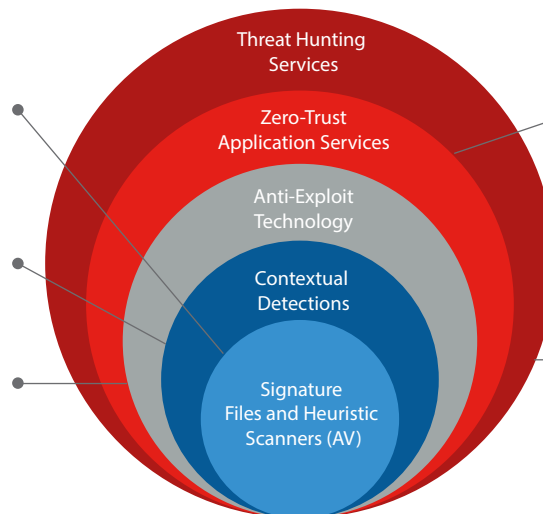 Threat Hunting
Services
Zero-Trust
Application Services
Anti-Exploit
Technology
Contextual
Detections
Signature
Files and Heuristic
Scanners (AV)